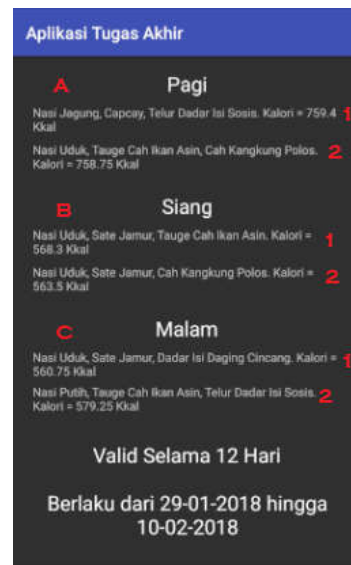 Aplikasi Tugas Akhir
A Pagi
Nasi Jagung, Capcay, Telur Dadar Isi Sosis. Kalori = 759.4 1
Kkal
Nasi Uduk, Tauge Cah Ikan Asin, Cah Kangkung Polos. 2
Kalori = 758.75 Kkal
B Siang
Nasi Uduk, Sate Jamur, Tauge Cah Ikan Asin. Kalori = 1
568.3 Kkal
Nasi Uduk, Sate Jamur, Cah Kangkung Polos. Kalori = 2
563.5 Kkal
C Malam
Nasi Uduk, Sate Jamur, Dadar Isi Daging Cincang. Kalori = 1
560.75 Kkal
Nasi Putih, Tauge Cah Ikan Asin, Telur Dadar Isi Sosis. 2
Kalori = 579.25 Kkal
Valid Selama 12 Hari
Berlaku dari 29-01-2018 hingga
10-02-2018